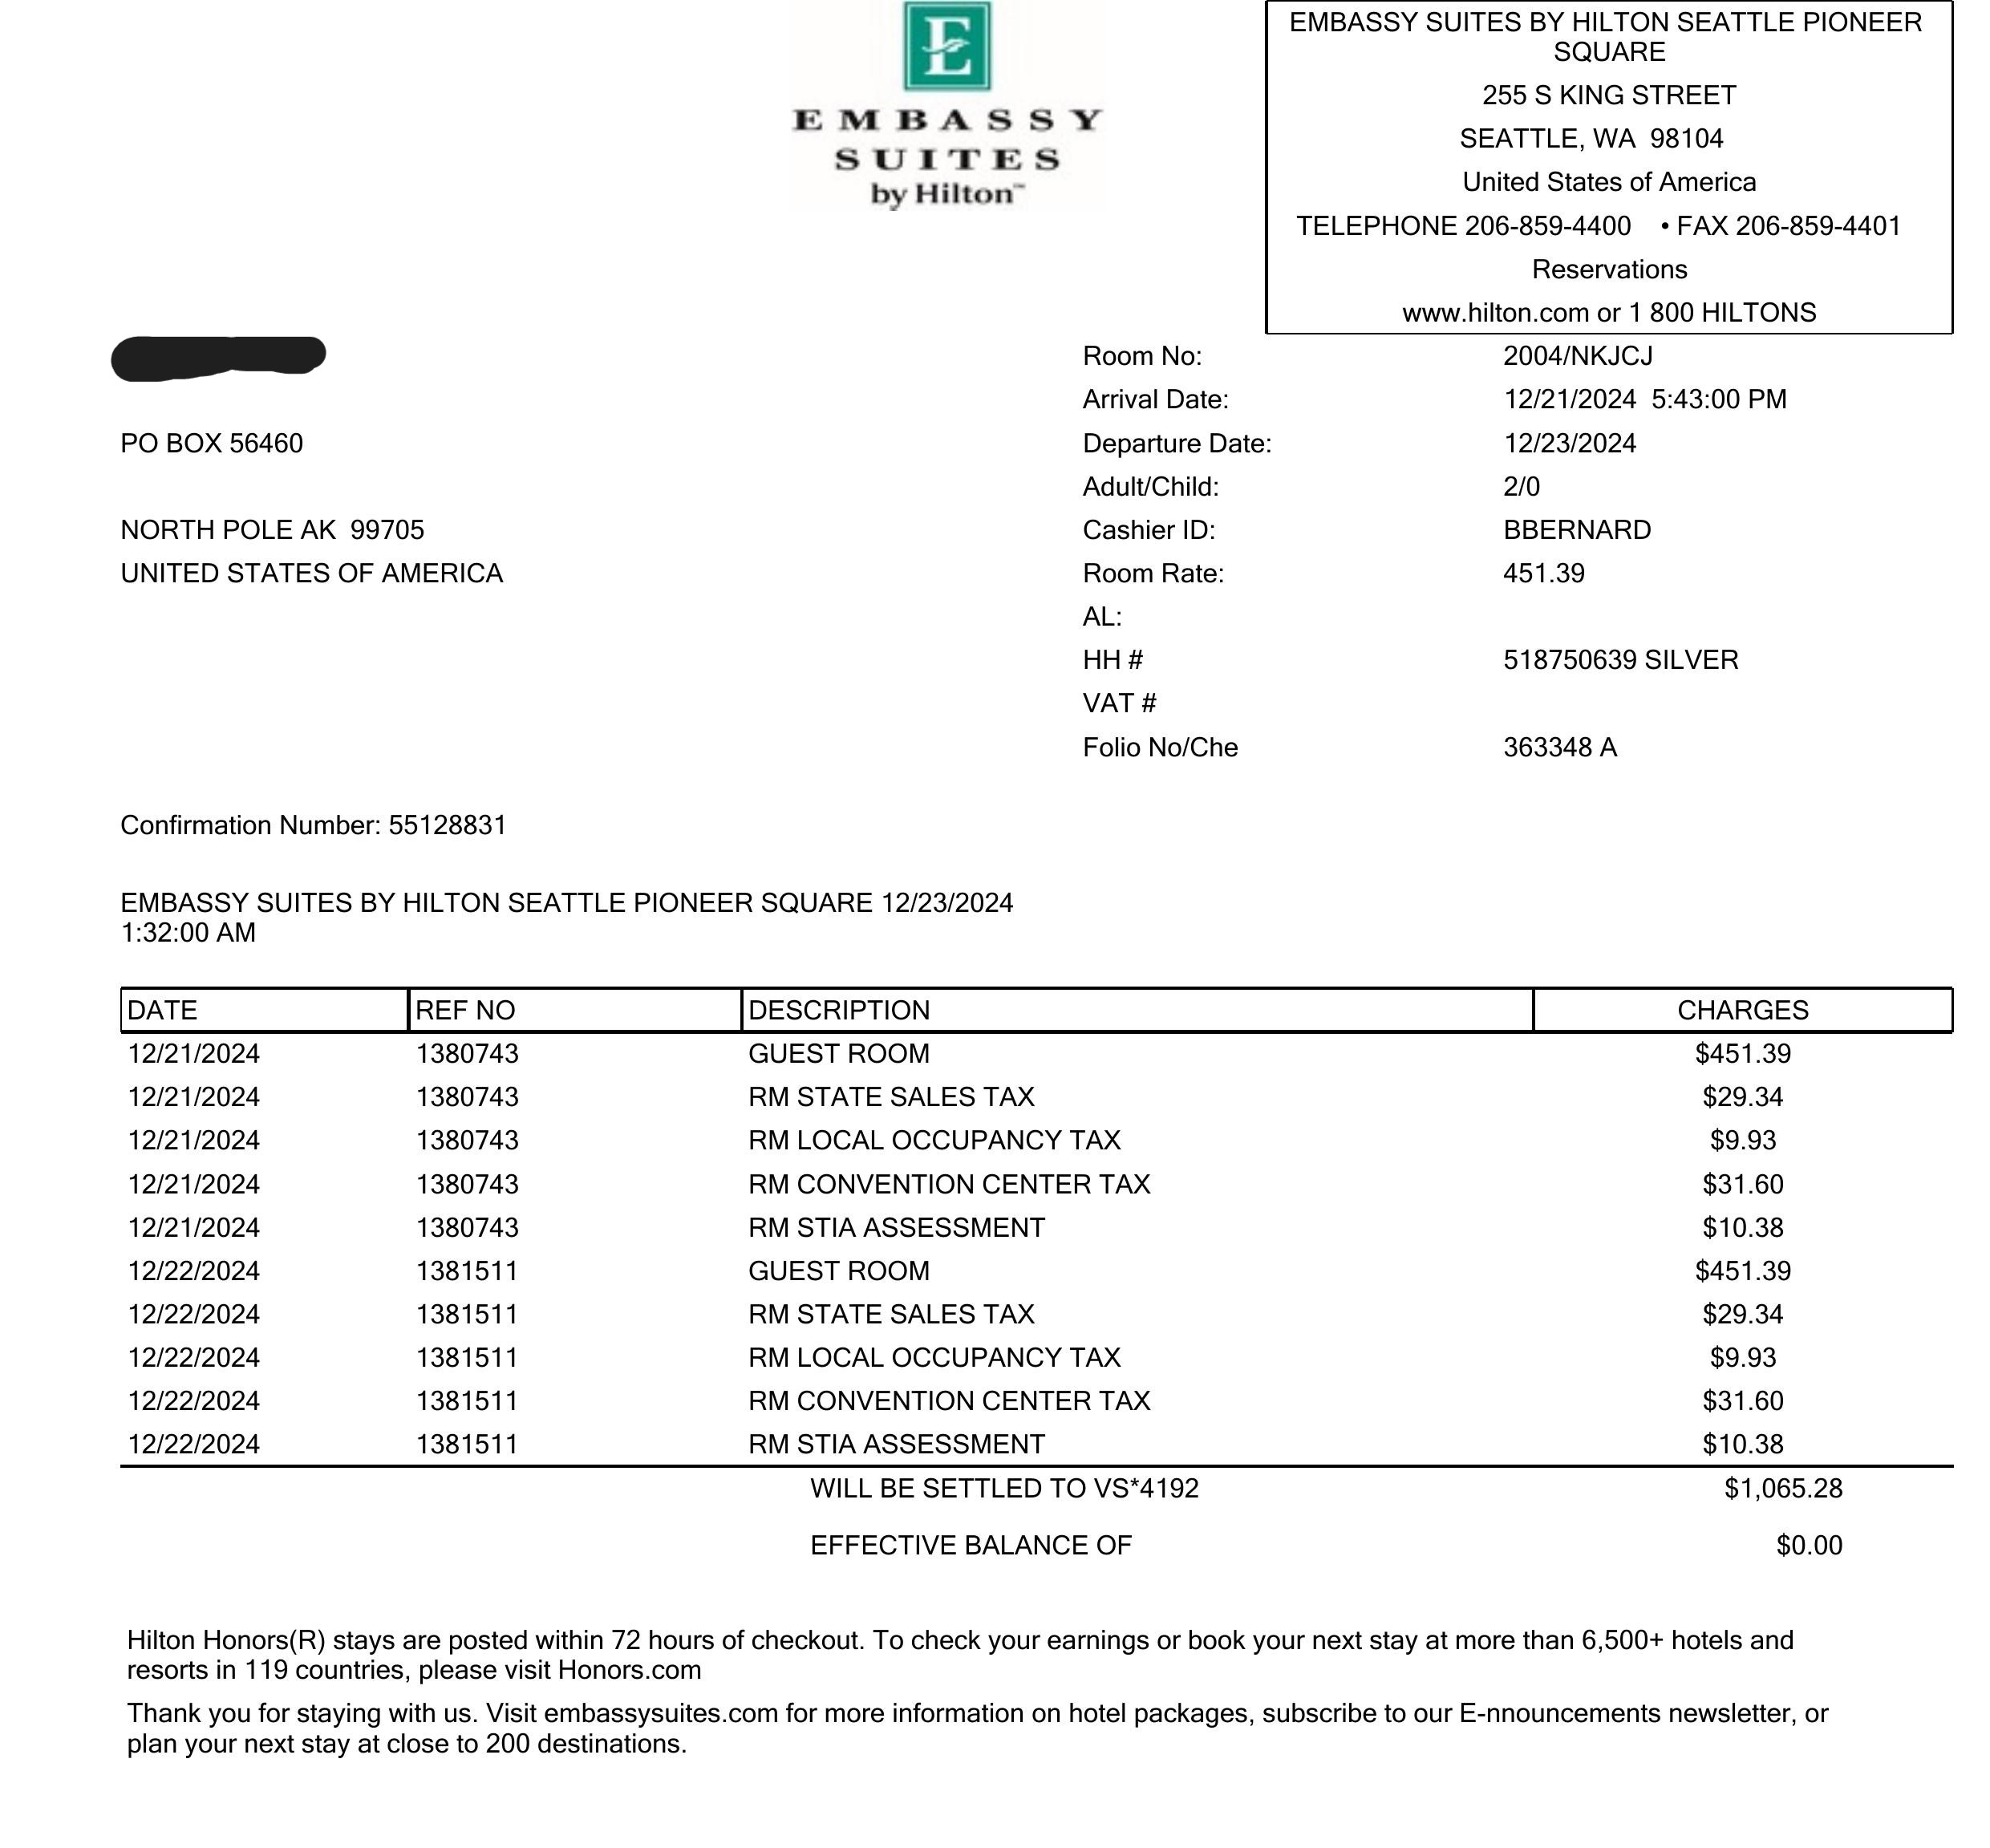 E
EMBASSY
SUITES
by Hilton™
EMBASSY SUITES BY HILTON SEATTLE PIONEER
SQUARE
255 S KING STREET
SEATTLE, WA  98104
United States of America
TELEPHONE 206-859-4400    • FAX 206-859-4401
Reservations
www.hilton.com or 1 800 HILTONS
PO BOX 56460
NORTH POLE AK  99705
UNITED STATES OF AMERICA
Room No: 2004/NKJCJ
Arrival Date: 12/21/2024  5:43:00 PM
Departure Date: 12/23/2024
Adult/Child: 2/0
Cashier ID: BBERNARD
Room Rate: 451.39
AL:
HH # 518750639 SILVER
VAT #
Folio No/Che 363348 A
Confirmation Number: 55128831
EMBASSY SUITES BY HILTON SEATTLE PIONEER SQUARE 12/23/2024
1:32:00 AM
DATE REF NO DESCRIPTION CHARGES
12/21/2024 1380743 GUEST ROOM $451.39
12/21/2024 1380743 RM STATE SALES TAX $29.34
12/21/2024 1380743 RM LOCAL OCCUPANCY TAX $9.93
12/21/2024 1380743 RM CONVENTION CENTER TAX $31.60
12/21/2024 1380743 RM STIA ASSESSMENT $10.38
12/22/2024 1381511 GUEST ROOM $451.39
12/22/2024 1381511 RM STATE SALES TAX $29.34
12/22/2024 1381511 RM LOCAL OCCUPANCY TAX $9.93
12/22/2024 1381511 RM CONVENTION CENTER TAX $31.60
12/22/2024 1381511 RM STIA ASSESSMENT $10.38
WILL BE SETTLED TO VS*4192 $1,065.28
EFFECTIVE BALANCE OF $0.00
Hilton Honors(R) stays are posted within 72 hours of checkout. To check your earnings or book your next stay at more than 6,500+ hotels and
resorts in 119 countries, please visit Honors.com
Thank you for staying with us. Visit embassysuites.com for more information on hotel packages, subscribe to our E-nnouncements newsletter, or
plan your next stay at close to 200 destinations.